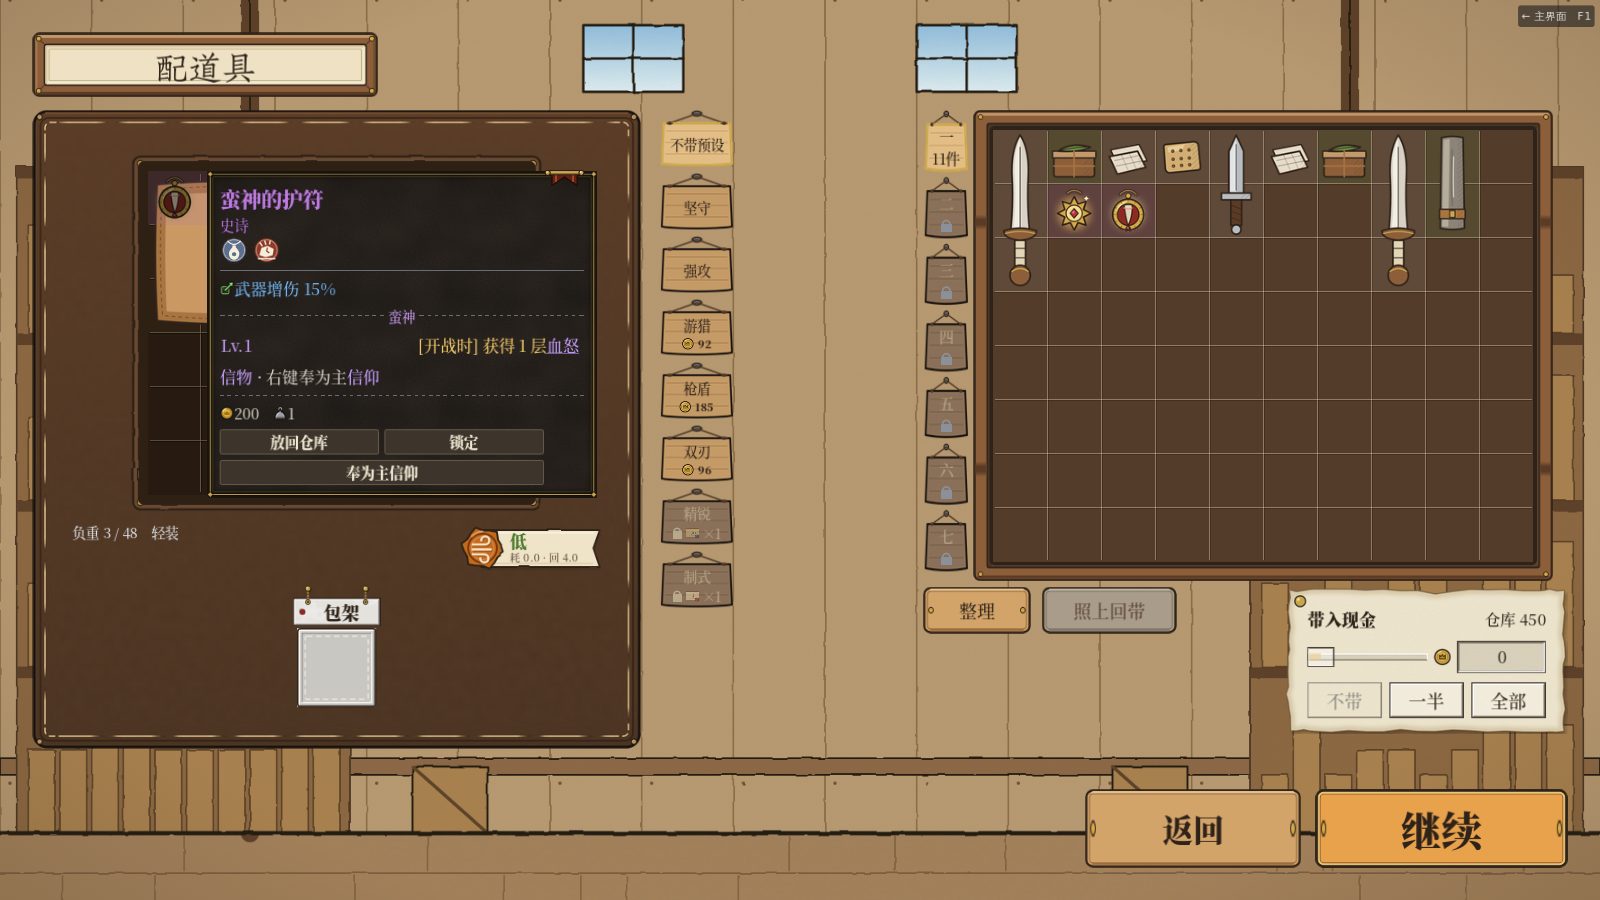 ← 主界面 F1
配道具
蛮神的护符
史诗
武器增伤 15%
蛮神
Lv.1 [开战时] 获得 1 层血怒
信物 · 右键奉为主信仰
200 1
放回仓库 锁定
奉为主信仰
负重 3 / 48 轻装
低
耗 0.0 · 回 4.0
包架
不带预设
坚守
强攻
游猎
92
枪盾
185
双刃
96
精锐
×1
制式
×1
一
11件
二
三
四
五
六
七
整理 照上回带
带入现金 仓库 450
0
不带 一半 全部
返回 继续